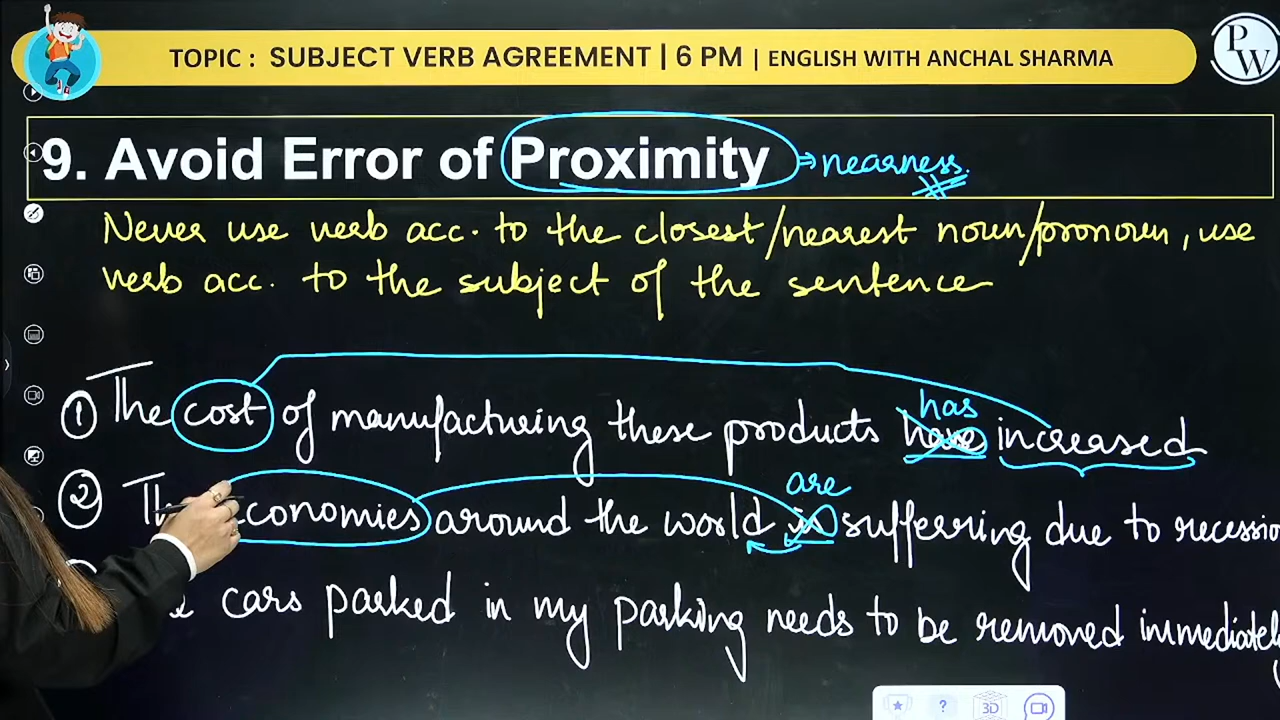 TOPIC : SUBJECT VERB AGREEMENT | 6 PM | ENGLISH WITH ANCHAL SHARMA
P
W
9. Avoid Error of Proximity ⇒ nearness.
Never use verb acc. to the closest/nearest noun/pronoun, use
verb acc. to the subject of the sentence
has
① The cost of manufacturing these products have increased
are
② The economies around the world is sufferring due to recession
cars parked in my parking needs to be removed immediately
?
3D